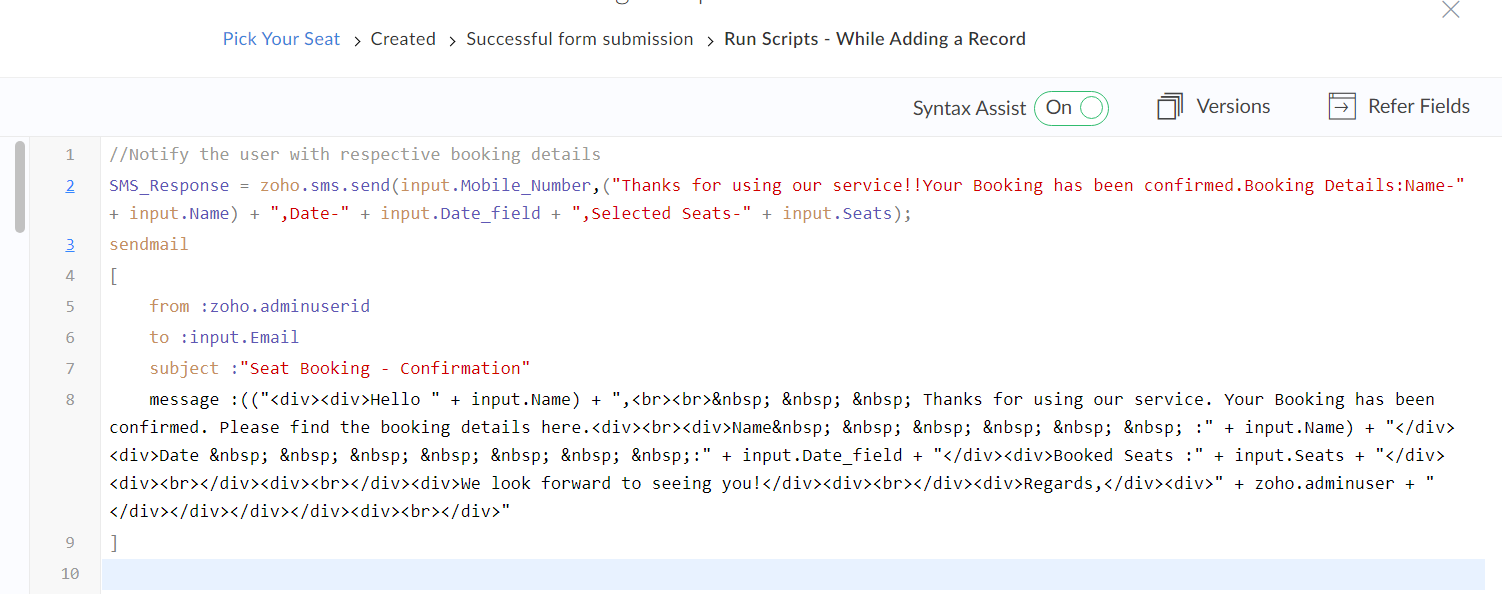 Pick Your Seat > Created > Successful form submission > Run Scripts - While Adding a Record
Syntax Assist On Versions Refer Fields
1 //Notify the user with respective booking details
2 SMS_Response = zoho.sms.send(input.Mobile_Number,("Thanks for using our service!!Your Booking has been confirmed.Booking Details:Name-"
+ input.Name) + ",Date-" + input.Date_field + ",Selected Seats-" + input.Seats);
3 sendmail
4 [
5 from :zoho.adminuserid
6 to :input.Email
7 subject :"Seat Booking - Confirmation"
8 message :(("<div><div>Hello " + input.Name) + ",<br><br>&nbsp; &nbsp; &nbsp; Thanks for using our service. Your Booking has been
confirmed. Please find the booking details here.<div><br><div>Name&nbsp; &nbsp; &nbsp; &nbsp; &nbsp; &nbsp; :" + input.Name) + "</div>
<div>Date &nbsp; &nbsp; &nbsp; &nbsp; &nbsp; &nbsp; &nbsp;:" + input.Date_field + "</div><div>Booked Seats :" + input.Seats + "</div>
<div><br></div><div><br></div><div>We look forward to seeing you!</div><div><br></div><div>Regards,</div><div>" + zoho.adminuser + "
</div></div></div></div><div><br></div>"
9 ]
10